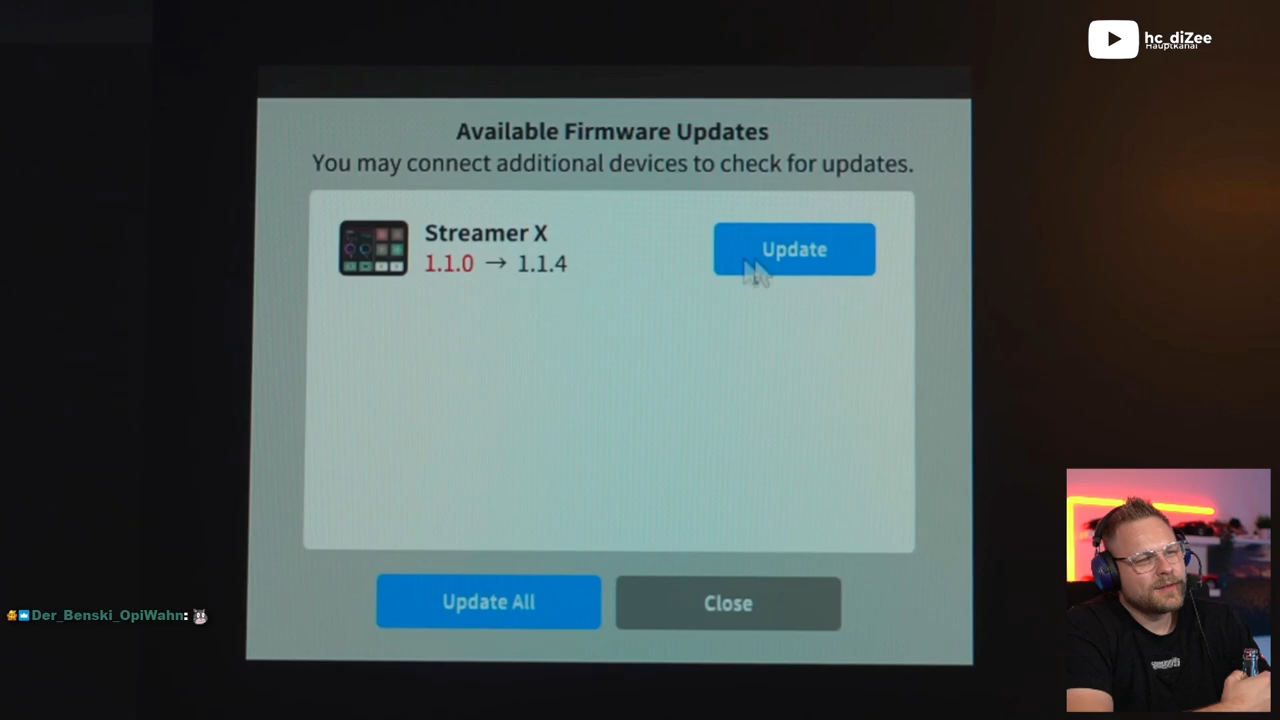 hc_diZee
Hauptkanal
Available Firmware Updates
You may connect additional devices to check for updates.
Streamer X
1.1.0 → 1.1.4
Update
Update All
Close
Der_Benski_OpiWahn: